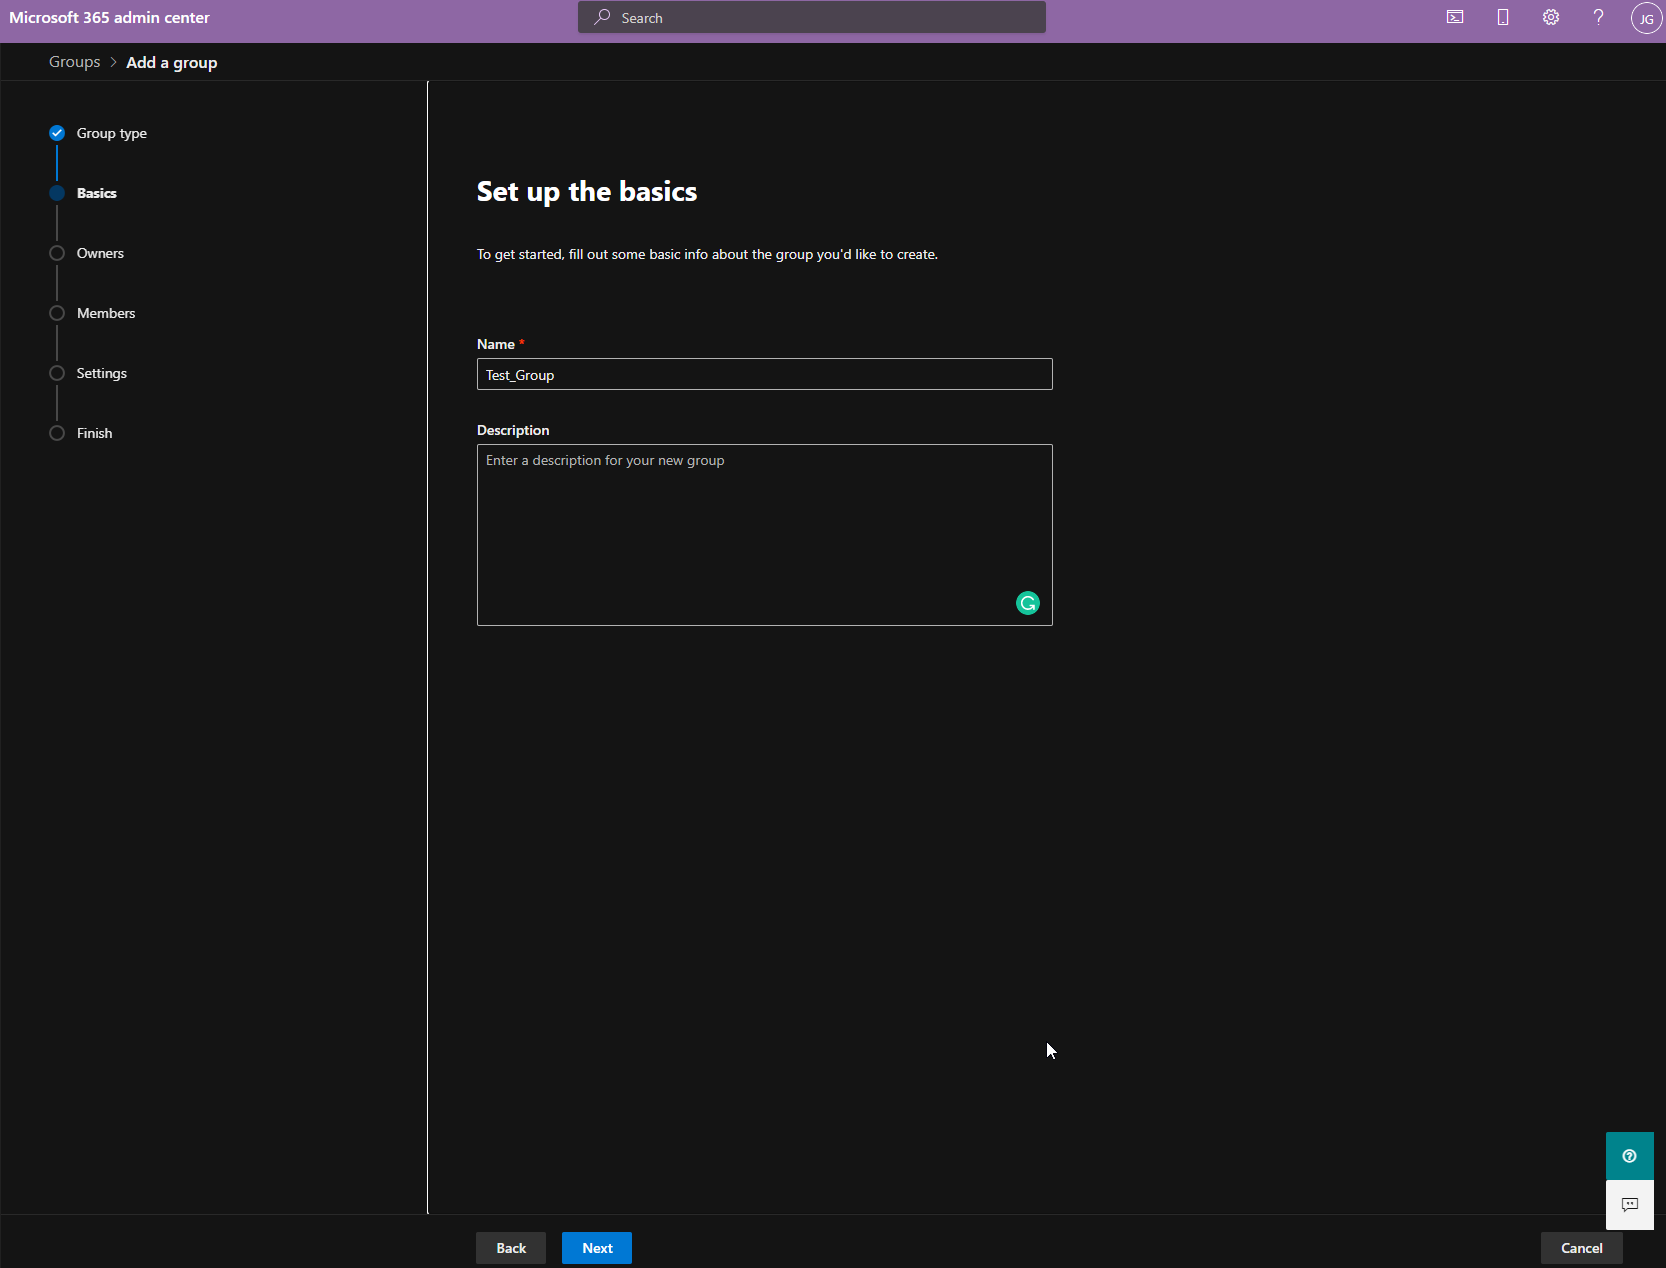 Microsoft 365 admin center
Search
JG
Groups > Add a group
Group type
Basics
Owners
Members
Settings
Finish
Set up the basics
To get started, fill out some basic info about the group you'd like to create.
Name *
Test_Group
Description
Enter a description for your new group
Back
Next
Cancel